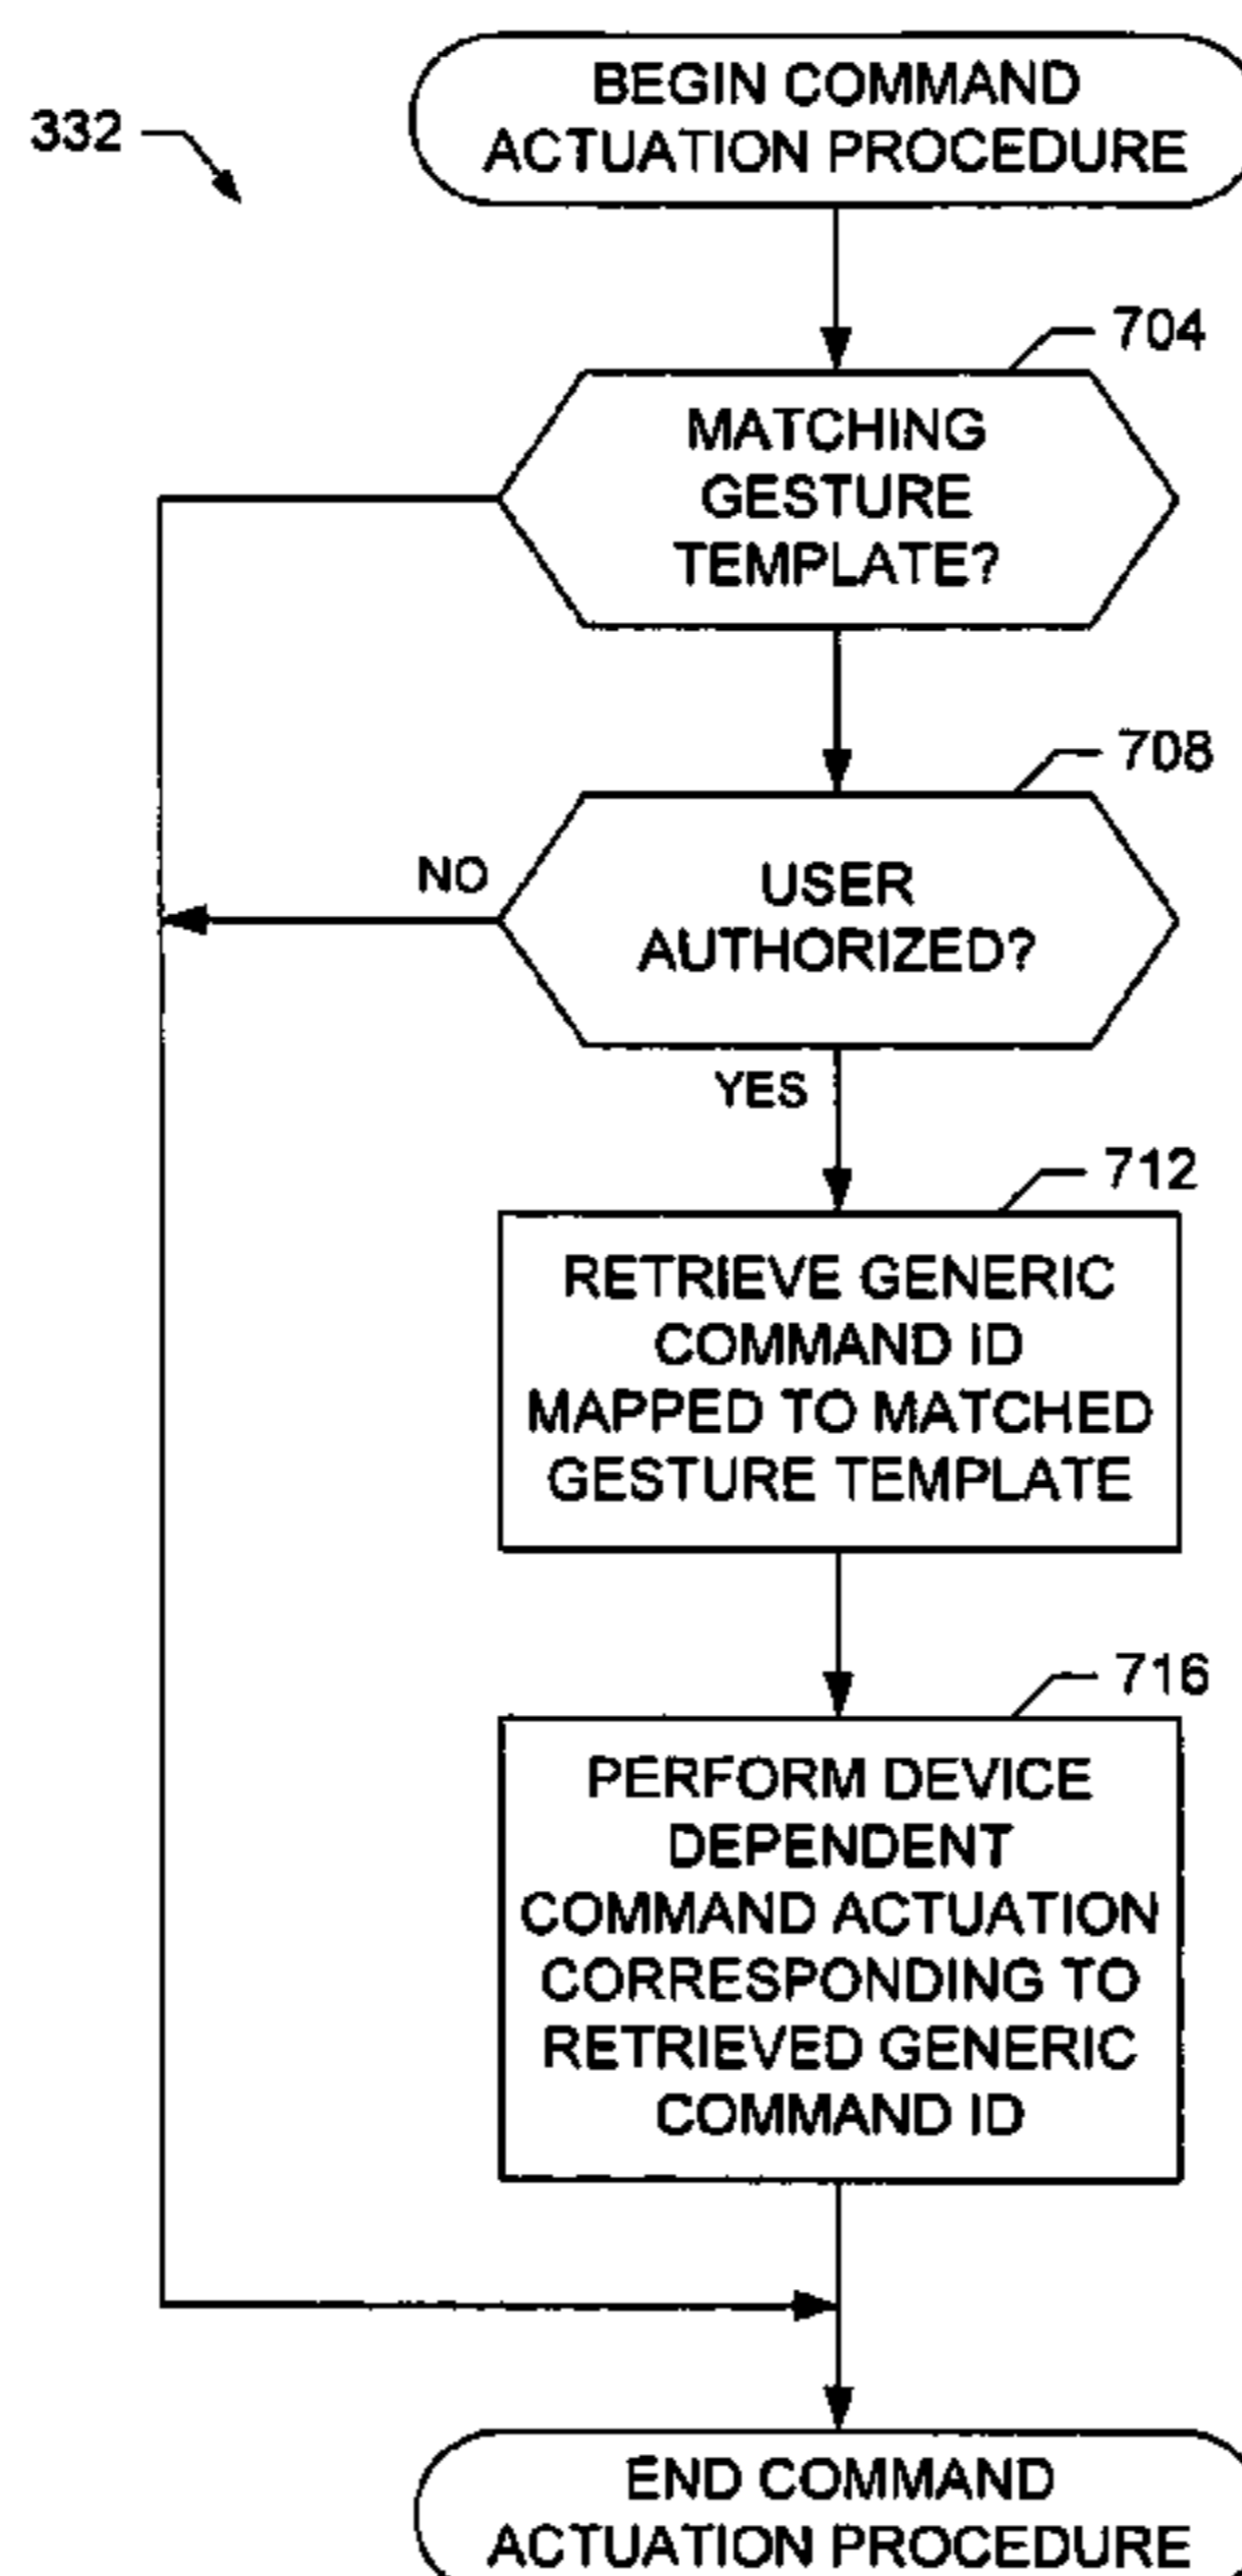 BEGIN COMMAND
ACTUATION PROCEDURE
332
704
MATCHING
GESTURE
TEMPLATE?
708
NO
USER
AUTHORIZED?
YES
712
RETRIEVE GENERIC
COMMAND ID
MAPPED TO MATCHED
GESTURE TEMPLATE
716
PERFORM DEVICE
DEPENDENT
COMMAND ACTUATION
CORRESPONDING TO
RETRIEVED GENERIC
COMMAND ID
END COMMAND
ACTUATION PROCEDURE